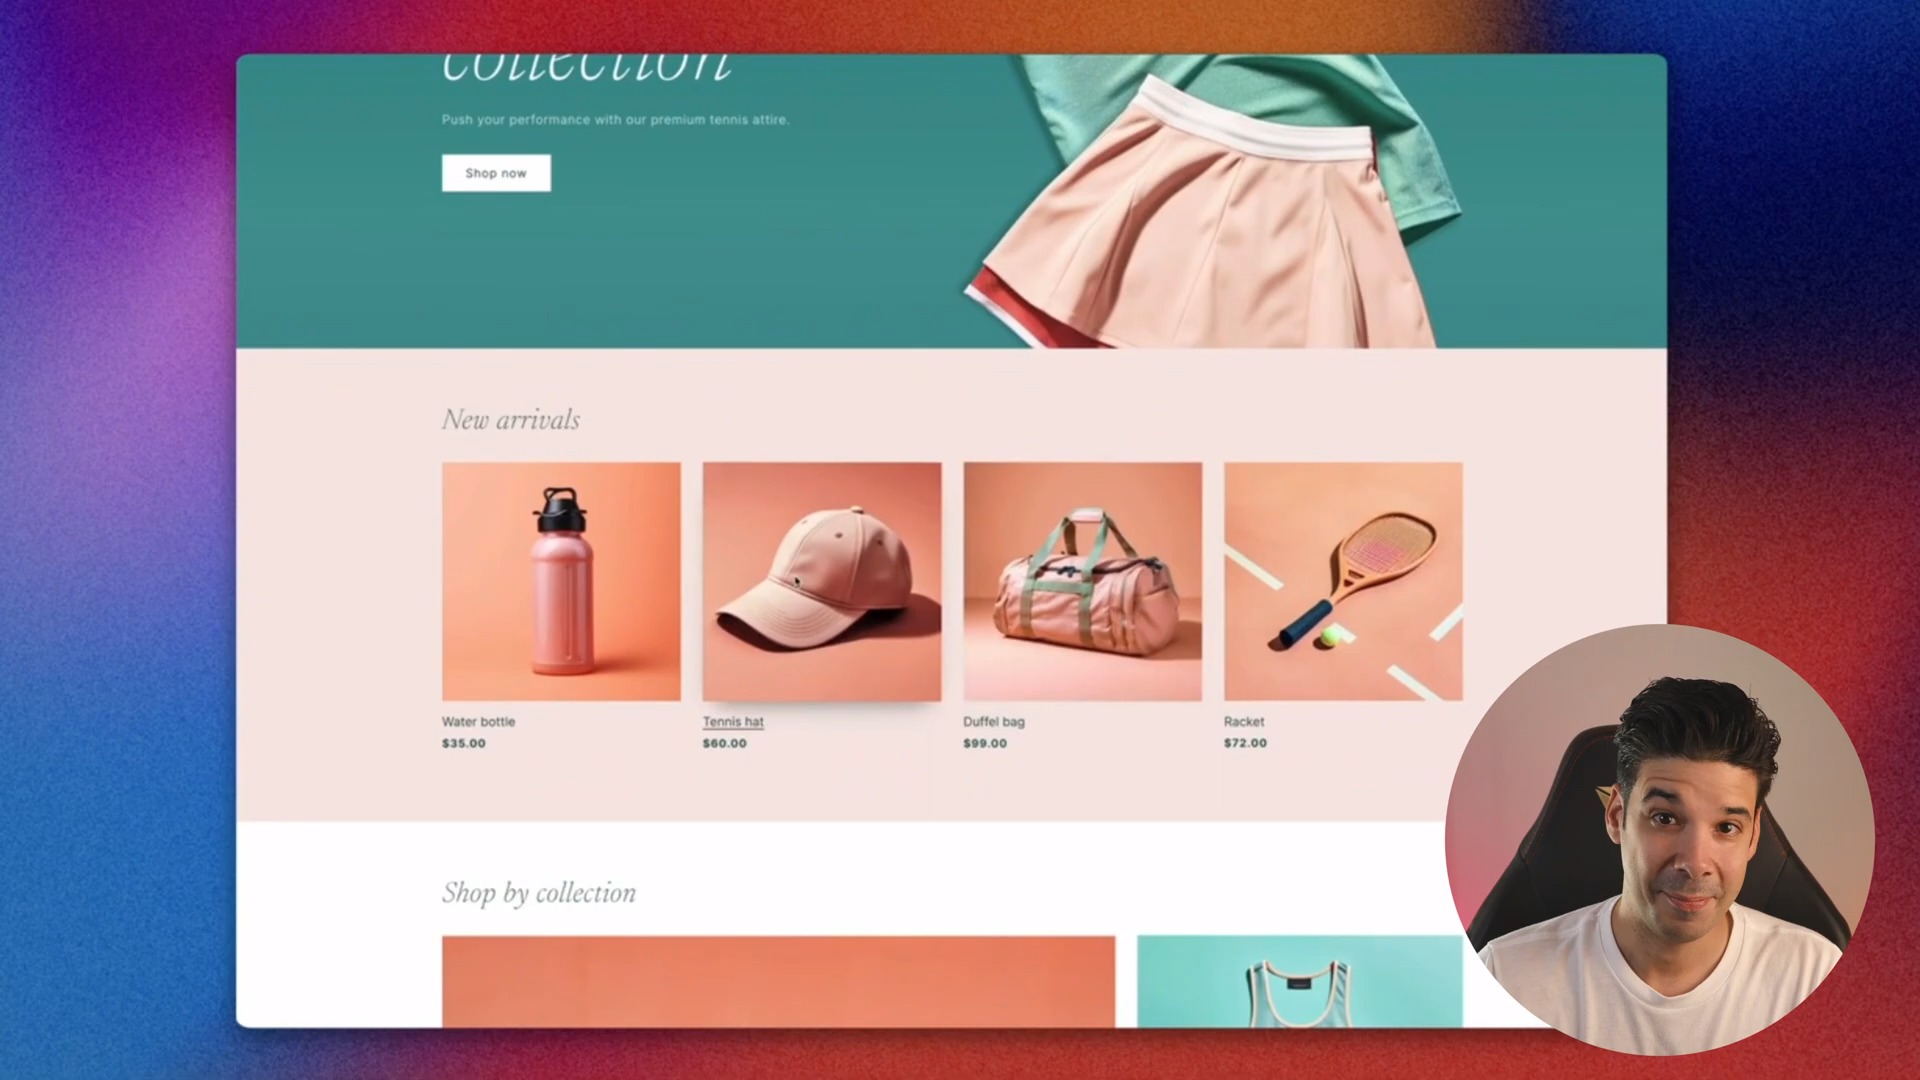 collection
Push your performance with our premium tennis attire.
Shop now
New arrivals
Water bottle
$35.00
Tennis hat
$60.00
Duffel bag
$99.00
Racket
$72.00
Shop by collection